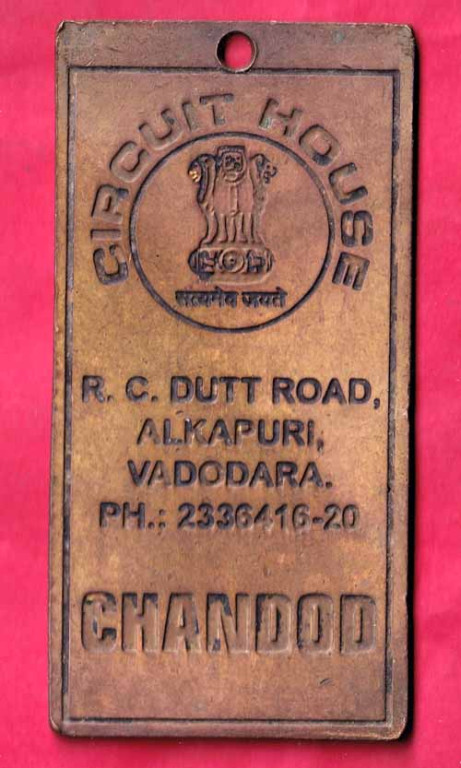 CIRCUIT HOUSE
सत्यमेव जयते
R. C. DUTT ROAD,
ALKAPURI,
VADODARA.
PH.: 2336416-20
CHANDOD